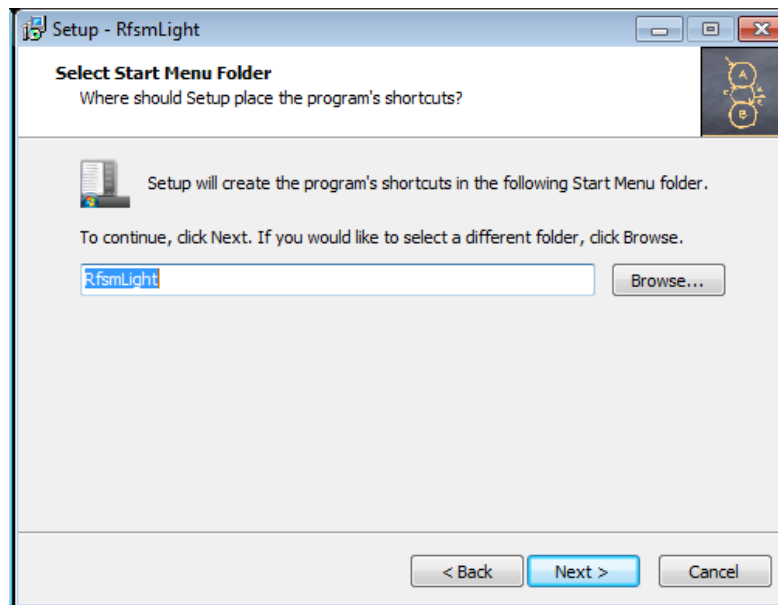 Setup - RfsmLight
Select Start Menu Folder
Where should Setup place the program's shortcuts?
A
B
Setup will create the program's shortcuts in the following Start Menu folder.
To continue, click Next. If you would like to select a different folder, click Browse.
RfsmLight
Browse...
< Back
Next >
Cancel